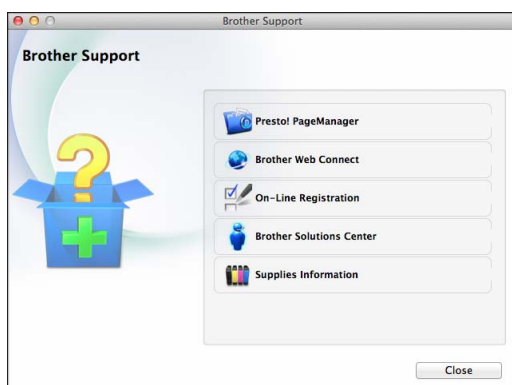 Brother Support
Brother Support
Presto! PageManager
Brother Web Connect
On-Line Registration
Brother Solutions Center
Supplies Information
Close